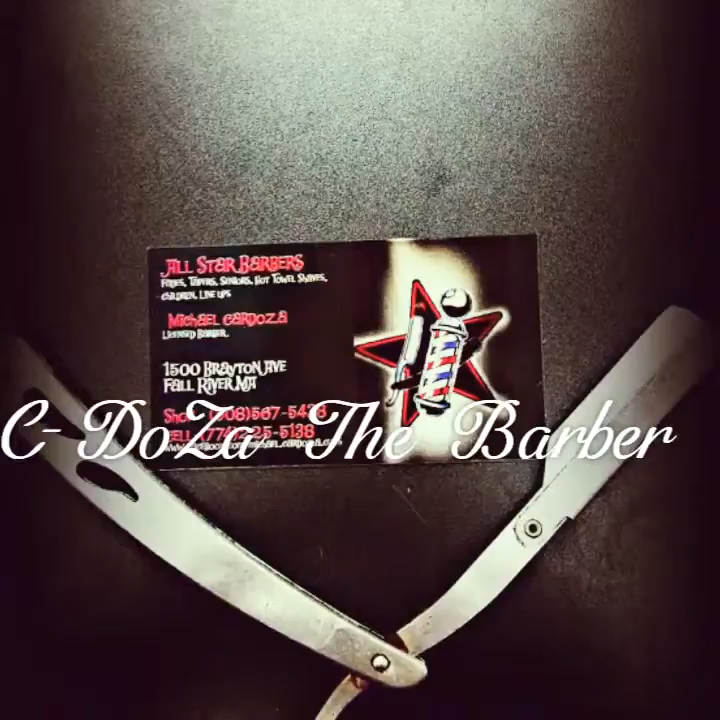 All Star Barbers
Fades, Tapers, Seniors, Hot Towel Shaves,
Children, Line ups
Michael Cardoza
Licensed Barber
1500 Brayton Ave
Fall River MA
C-DoZa The Barber